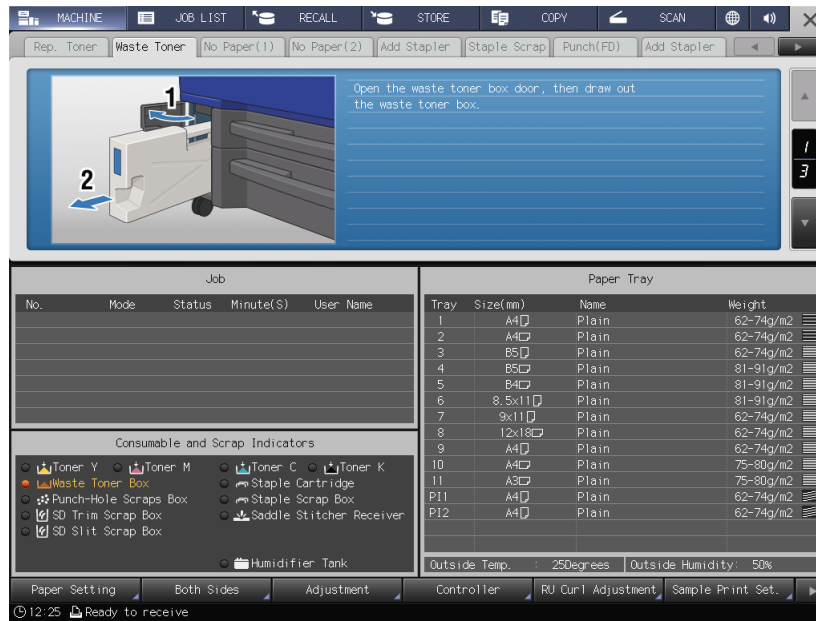 MACHINE JOB LIST RECALL STORE COPY SCAN
Rep. Toner Waste Toner No Paper(1) No Paper(2) Add Stapler Staple Scrap Punch(FD) Add Stapler
1
2
Open the waste toner box door, then draw out
the waste toner box.
1
3
Job
No. Mode Status Minute(S) User Name
Consumable and Scrap Indicators
Toner Y Toner M Toner C Toner K
Waste Toner Box Staple Cartridge
Punch-Hole Scraps Box Staple Scrap Box
SD Trim Scrap Box Saddle Stitcher Receiver
SD Slit Scrap Box
Humidifier Tank
Paper Tray
Tray Size(mm) Name Weight
1 A4 Plain 62-74g/m2
2 A4 Plain 62-74g/m2
3 B5 Plain 62-74g/m2
4 B5 Plain 81-91g/m2
5 B4 Plain 81-91g/m2
6 8.5x11 Plain 81-91g/m2
7 9x11 Plain 62-74g/m2
8 12x18 Plain 62-74g/m2
9 A4 Plain 62-74g/m2
10 A4 Plain 75-80g/m2
11 A3 Plain 75-80g/m2
PI1 A4 Plain 62-74g/m2
PI2 A4 Plain 62-74g/m2
Outside Temp. : 25Degrees Outside Humidity: 50%
Paper Setting Both Sides Adjustment Controller RU Curl Adjustment Sample Print Set.
12:25 Ready to receive